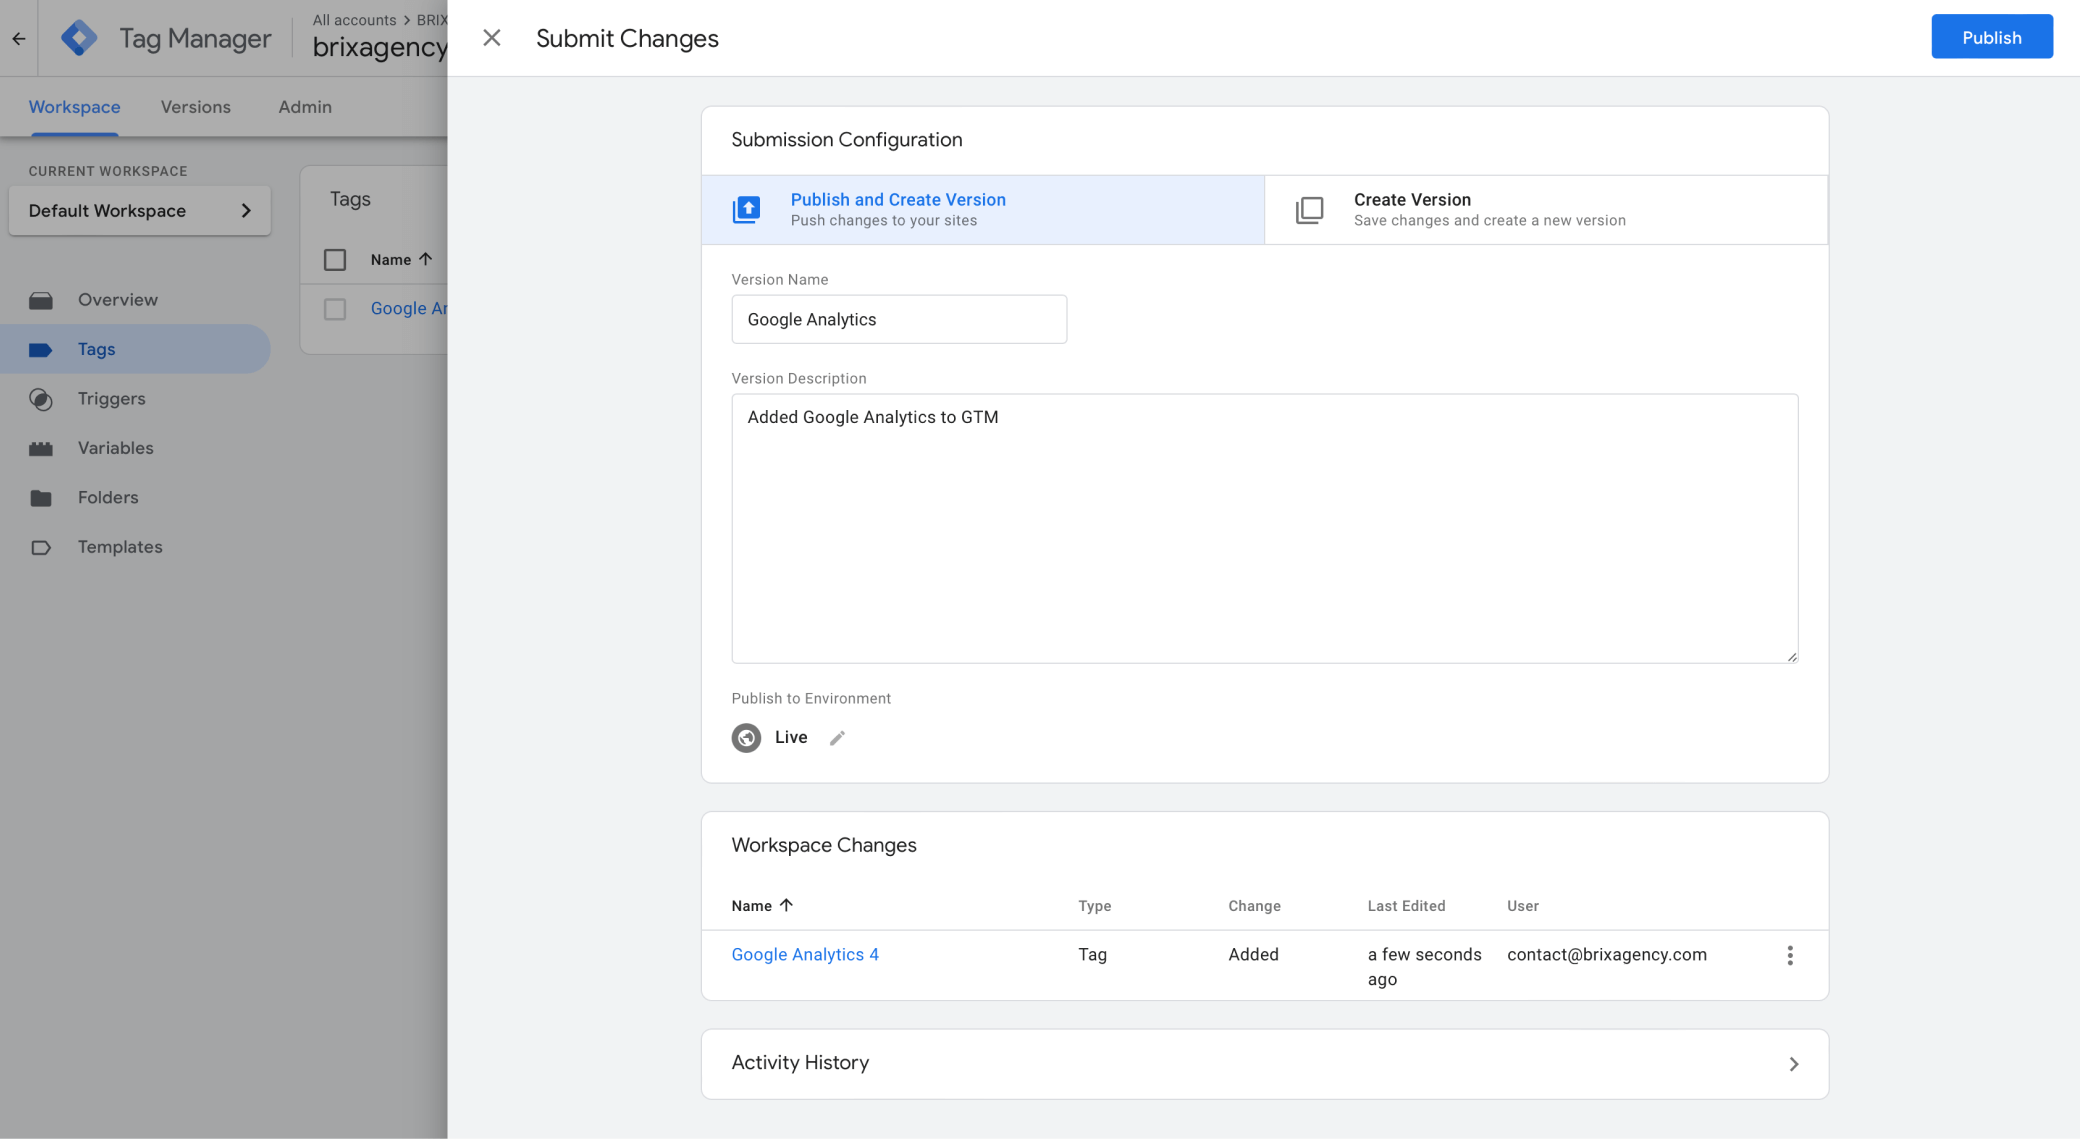 Tag Manager
All accounts > BRIX
brixagency
Submit Changes
Publish
Workspace
Versions
Admin
CURRENT WORKSPACE
Default Workspace
Overview
Tags
Triggers
Variables
Folders
Templates
Tags
Name
Google An
Submission Configuration
Publish and Create Version
Push changes to your sites
Create Version
Save changes and create a new version
Version Name
Google Analytics
Version Description
Added Google Analytics to GTM
Publish to Environment
Live
Workspace Changes
Name Type Change Last Edited User
Google Analytics 4 Tag Added a few seconds contact@brixagency.com
ago
Activity History